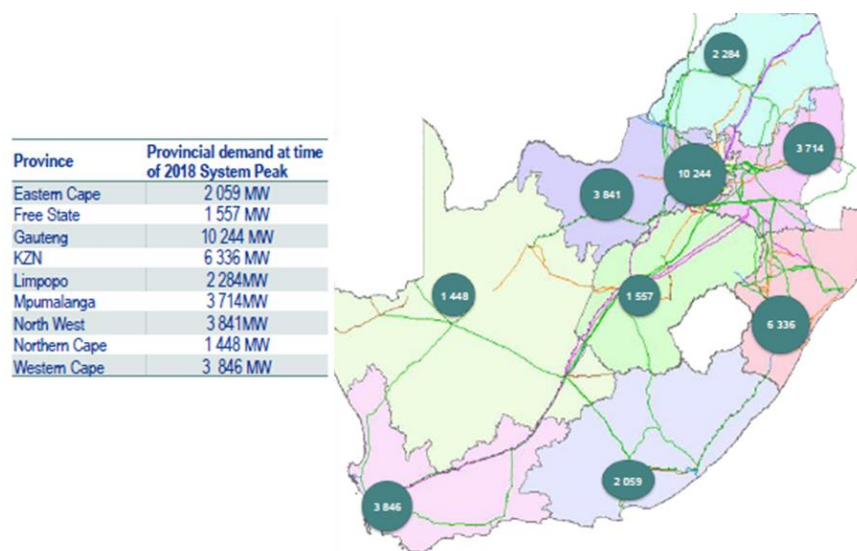 Province Provincial demand at time of 2018 System Peak
Eastern Cape 2 059 MW
Free State 1 557 MW
Gauteng 10 244 MW
KZN 6 336 MW
Limpopo 2 284 MW
Mpumalanga 3 714MW
North West 3 841MW
Northern Cape 1 448 MW
Western Cape 3 846 MW
2 284
3 714
10 244
3 841
1 448
1 557
6 336
2 059
3 846